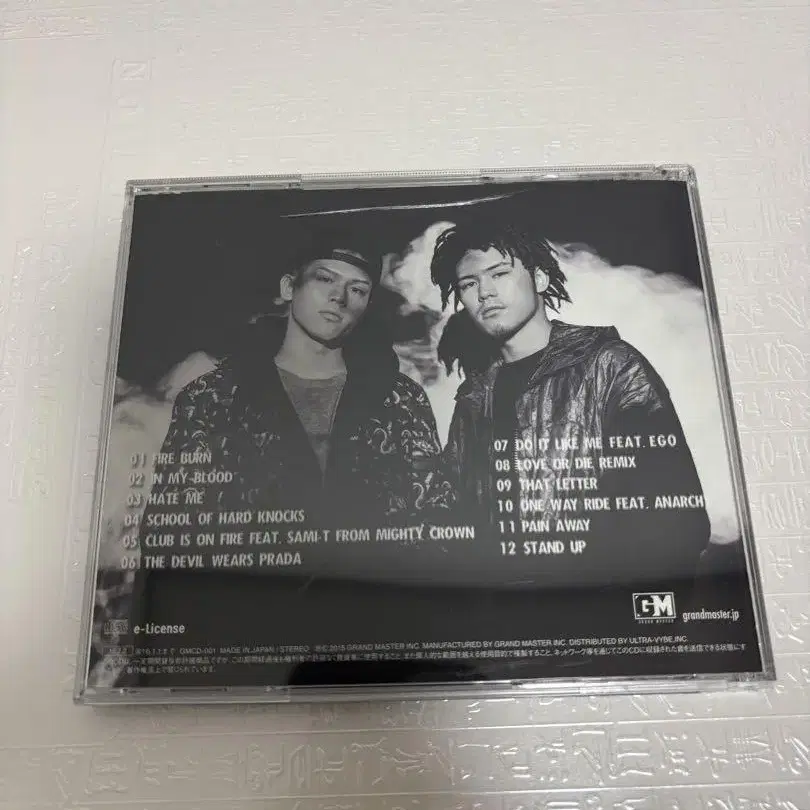 01 FIRE BURN
02 IN MY BLOOD
03 HATE ME
04 SCHOOL OF HARD KNOCKS
05 CLUB IS ON FIRE FEAT. SAMI-T FROM MIGHTY CROWN
06 THE DEVIL WEARS PRADA
07 DO IT LIKE ME FEAT. EGO
08 LOVE OR DIE REMIX
09 THAT LETTER
10 ONE WAY RIDE FEAT. ANARCH
11 PAIN AWAY
12 STAND UP
GM
GRAND MASTER
grandmaster.jp
e-License
GMCD-001 MADE IN JAPAN / STEREO ℗© 2015 GRAND MASTER INC. MANUFACTURED BY GRAND MASTER INC. DISTRIBUTED BY ULTRA-VYBE,INC.